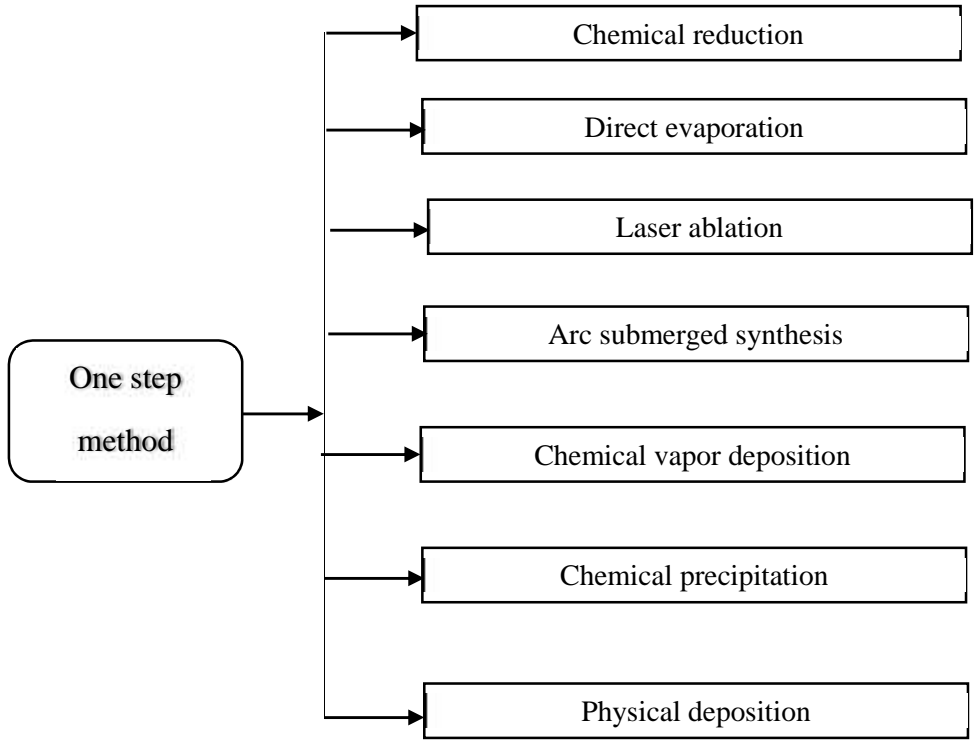 Chemical reduction
Direct evaporation
Laser ablation
Arc submerged synthesis
One step
method
Chemical vapor deposition
Chemical precipitation
Physical deposition